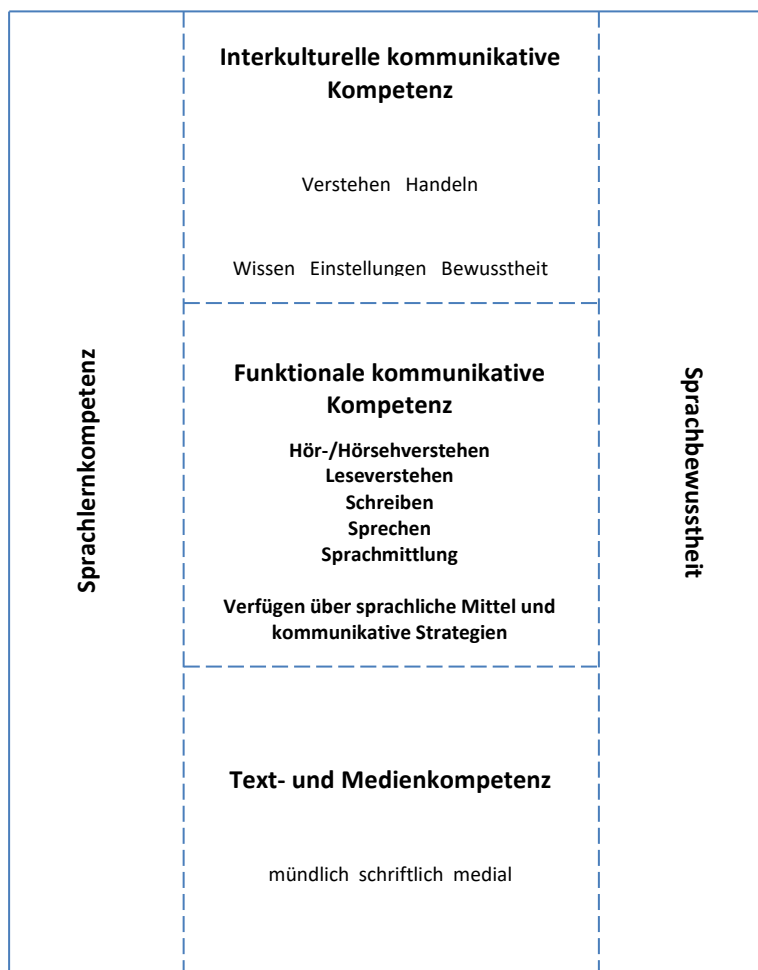 Interkulturelle kommunikative
Kompetenz
Verstehen Handeln
Wissen Einstellungen Bewusstheit
Sprachlernkompetenz
Funktionale kommunikative
Kompetenz
Hör-/Hörsehverstehen
Leseverstehen
Schreiben
Sprechen
Sprachmittlung
Verfügen über sprachliche Mittel und
kommunikative Strategien
Sprachbewusstheit
Text- und Medienkompetenz
mündlich schriftlich medial